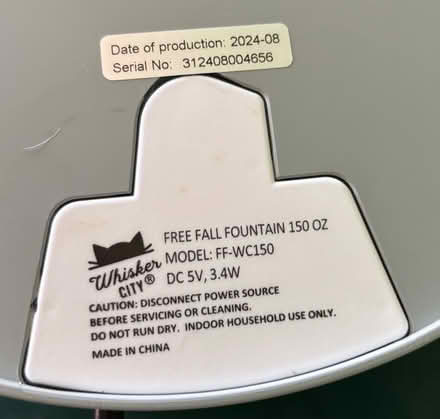 Date of production: 2024-08
Serial No: 312408004656
FREE FALL FOUNTAIN 150 OZ
MODEL: FF-WC150
DC 5V, 3.4W
Whisker
CITY®
CAUTION: DISCONNECT POWER SOURCE
BEFORE SERVICING OR CLEANING.
DO NOT RUN DRY. INDOOR HOUSEHOLD USE ONLY.
MADE IN CHINA